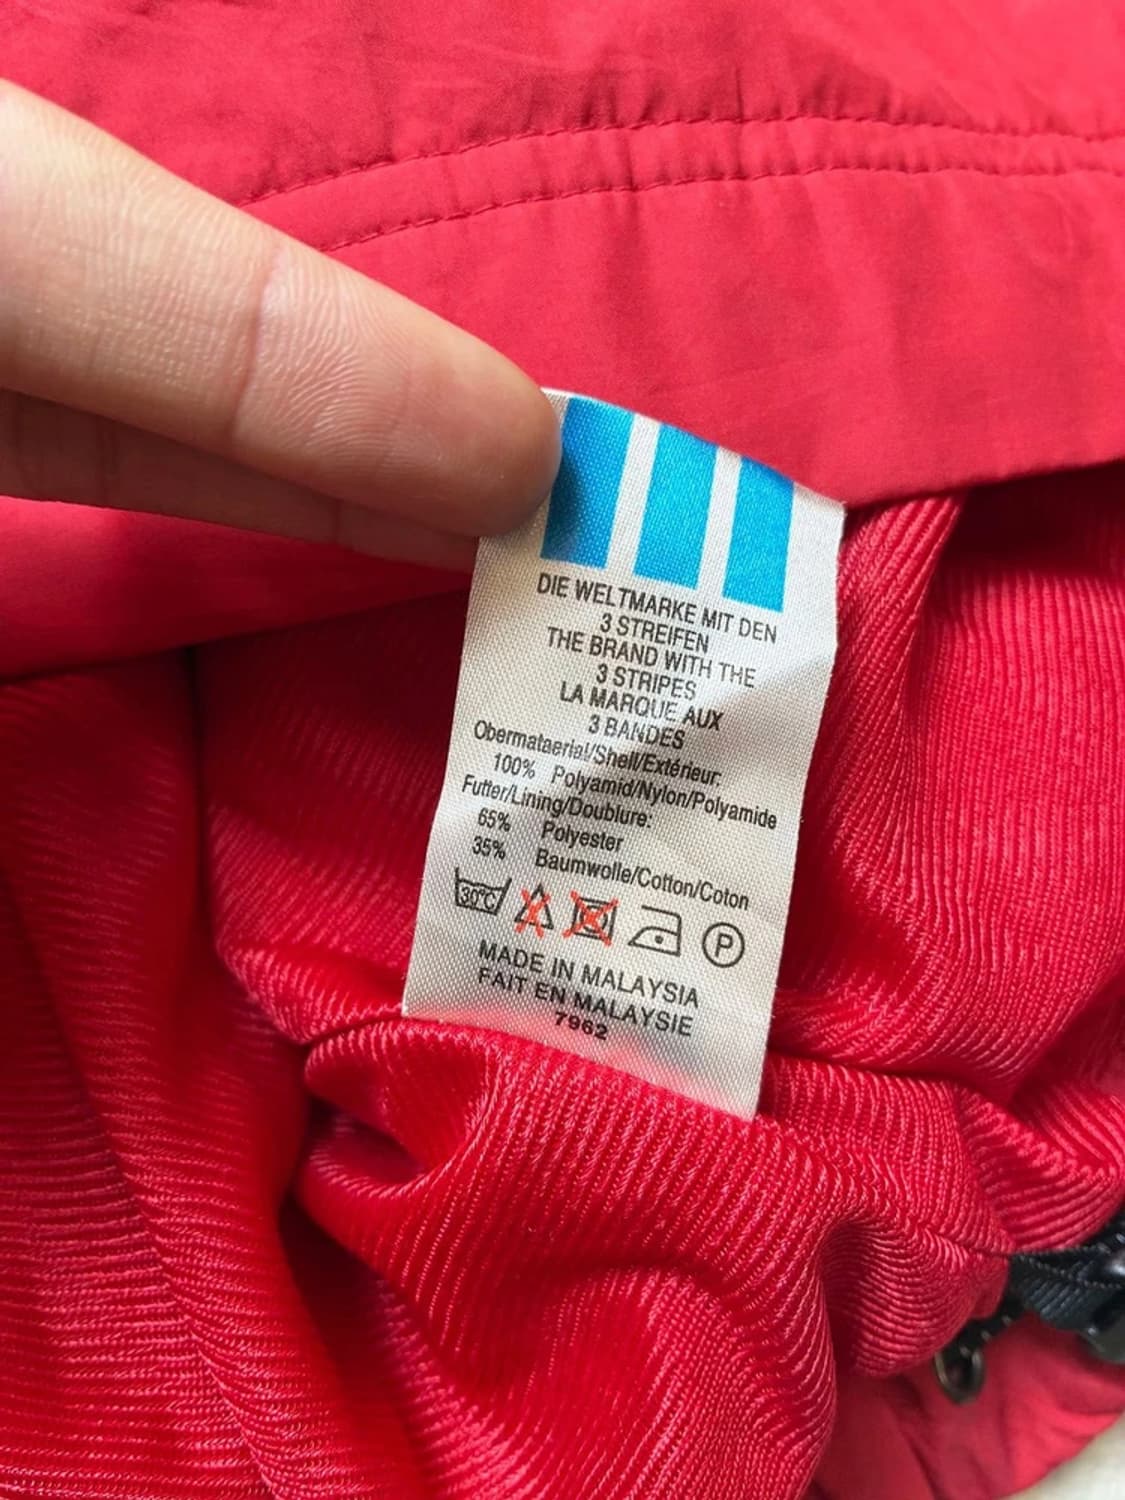 DIE WELTMARKE MIT DEN
3 STREIFEN
THE BRAND WITH THE
3 STRIPES
LA MARQUE AUX
3 BANDES
Obermataerial/Shell/Extérieur:
100% Polyamid/Nylon/Polyamide
Futter/Lining/Doublure:
65% Polyester
35% Baumwolle/Cotton/Coton
30°C P
MADE IN MALAYSIA
FAIT EN MALAYSIE
7962